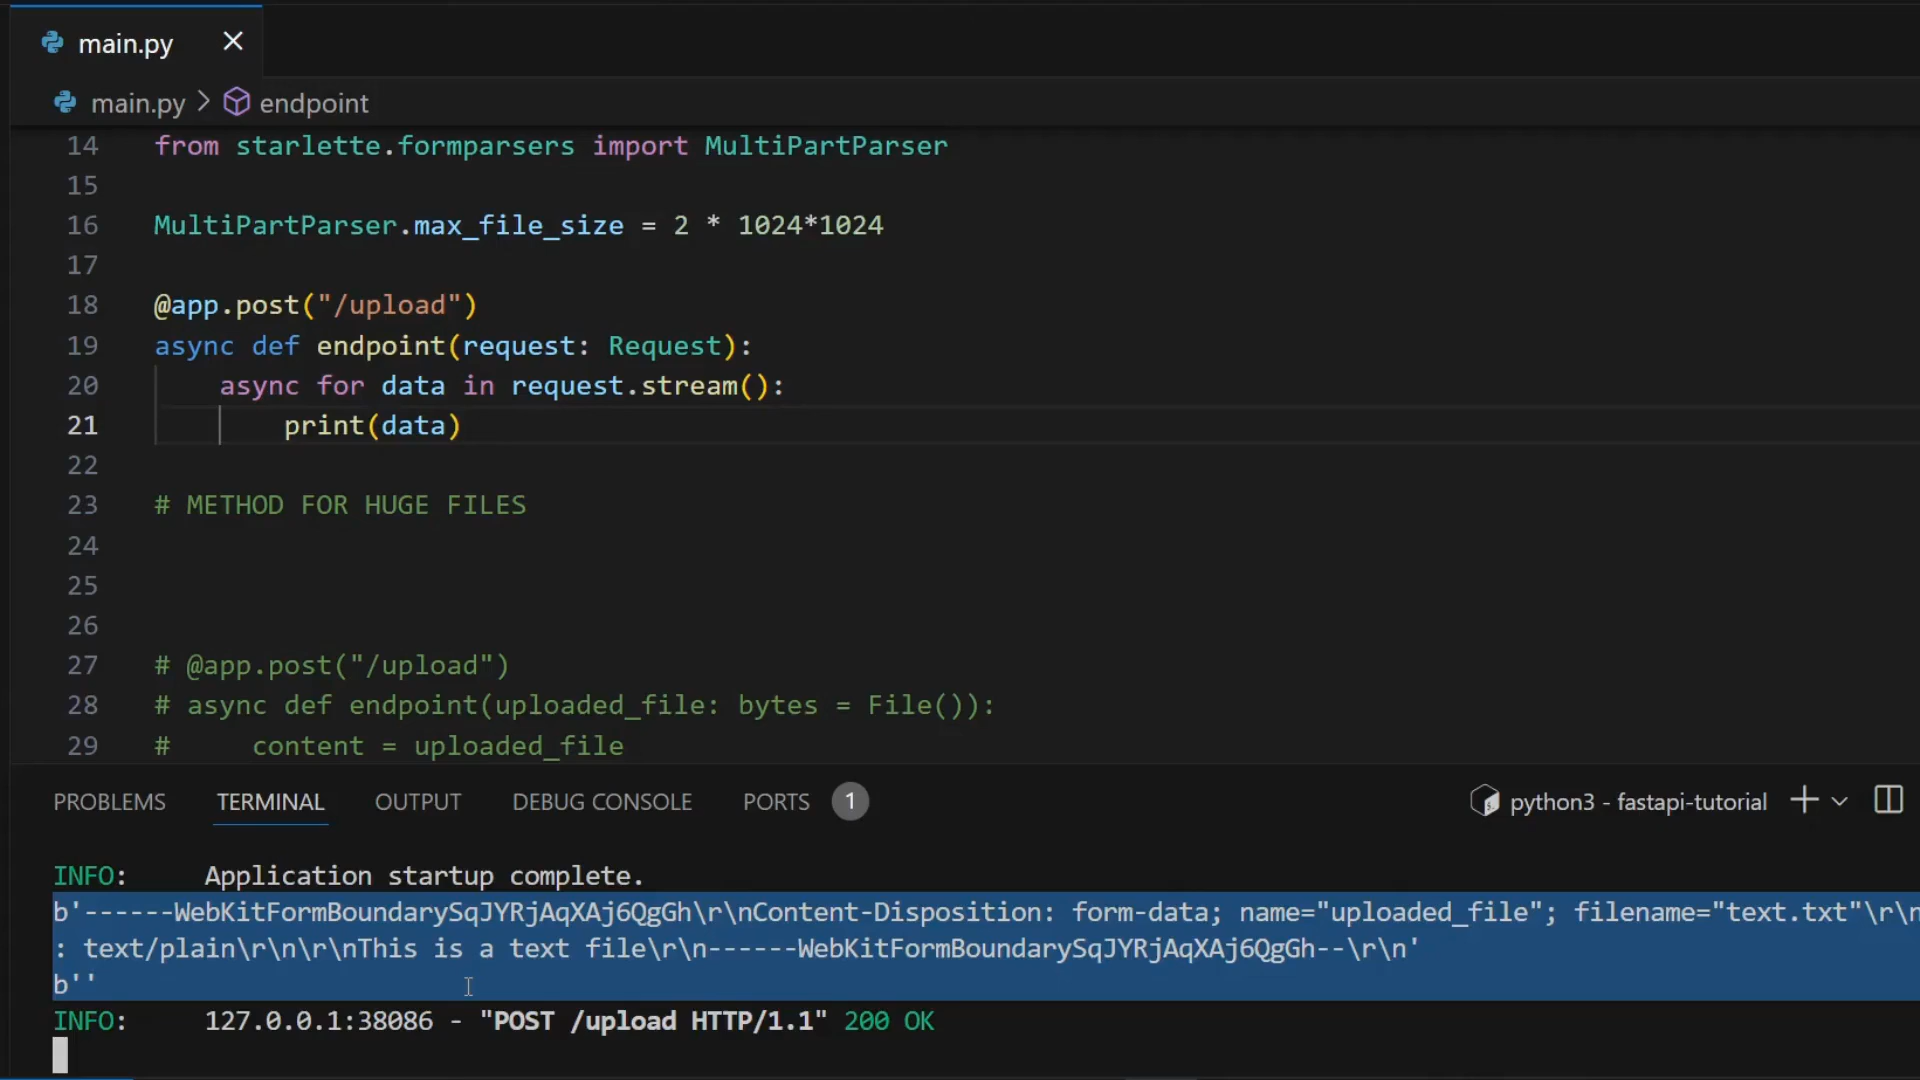 main.py
main.py > endpoint
14 from starlette.formparsers import MultiPartParser
15
16 MultiPartParser.max_file_size = 2 * 1024*1024
17
18 @app.post("/upload")
19 async def endpoint(request: Request):
20     async for data in request.stream():
21         print(data)
22
23 # METHOD FOR HUGE FILES
24
25
26
27 # @app.post("/upload")
28 # async def endpoint(uploaded_file: bytes = File()):
29 #     content = uploaded_file
PROBLEMS TERMINAL OUTPUT DEBUG CONSOLE PORTS 1 python3 - fastapi-tutorial
INFO:     Application startup complete.
b'------WebKitFormBoundarySqJYRjAqXAj6QgGh\r\nContent-Disposition: form-data; name="uploaded_file"; filename="text.txt"\r\n
: text/plain\r\n\r\nThis is a text file\r\n------WebKitFormBoundarySqJYRjAqXAj6QgGh--\r\n'
b''
INFO:     127.0.0.1:38086 - "POST /upload HTTP/1.1" 200 OK